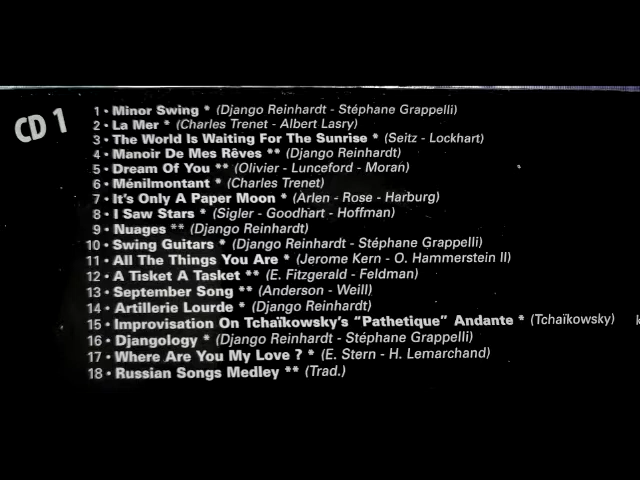 CD 1
1 • Minor Swing * (Django Reinhardt - Stéphane Grappelli)
2 • La Mer * (Charles Trenet - Albert Lasry)
3 • The World Is Waiting For The Sunrise * (Seitz - Lockhart)
4 • Manoir De Mes Rêves ** (Django Reinhardt)
5 • Dream Of You ** (Olivier - Lunceford - Moran)
6 • Ménilmontant * (Charles Trenet)
7 • It's Only A Paper Moon * (Arlen - Rose - Harburg)
8 • I Saw Stars * (Sigler - Goodhart - Hoffman)
9 • Nuages ** (Django Reinhardt)
10 • Swing Guitars * (Django Reinhardt - Stéphane Grappelli)
11 • All The Things You Are * (Jerome Kern - O. Hammerstein II)
12 • A Tisket A Tasket ** (E. Fitzgerald - Feldman)
13 • September Song ** (Anderson - Weill)
14 • Artillerie Lourde * (Django Reinhardt)
15 • Improvisation On Tchaïkowsky's "Pathetique" Andante * (Tchaïkowsky)
16 • Djangology * (Django Reinhardt - Stéphane Grappelli)
17 • Where Are You My Love ? * (E. Stern - H. Lemarchand)
18 • Russian Songs Medley ** (Trad.)